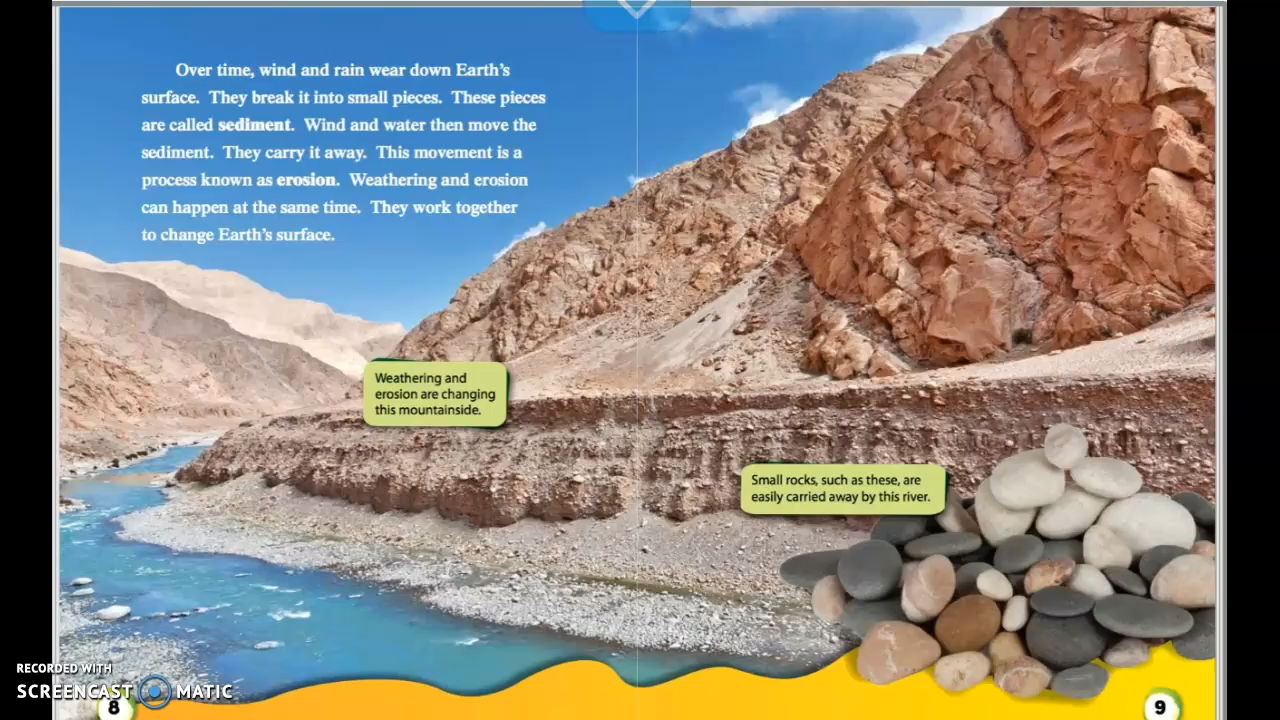 Over time, wind and rain wear down Earth's
surface. They break it into small pieces. These pieces
are called sediment. Wind and water then move the
sediment. They carry it away. This movement is a
process known as erosion. Weathering and erosion
can happen at the same time. They work together
to change Earth's surface.
Weathering and
erosion are changing
this mountainside.
Small rocks, such as these, are
easily carried away by this river.
RECORDED WITH
SCREENCAST MATIC
8
9